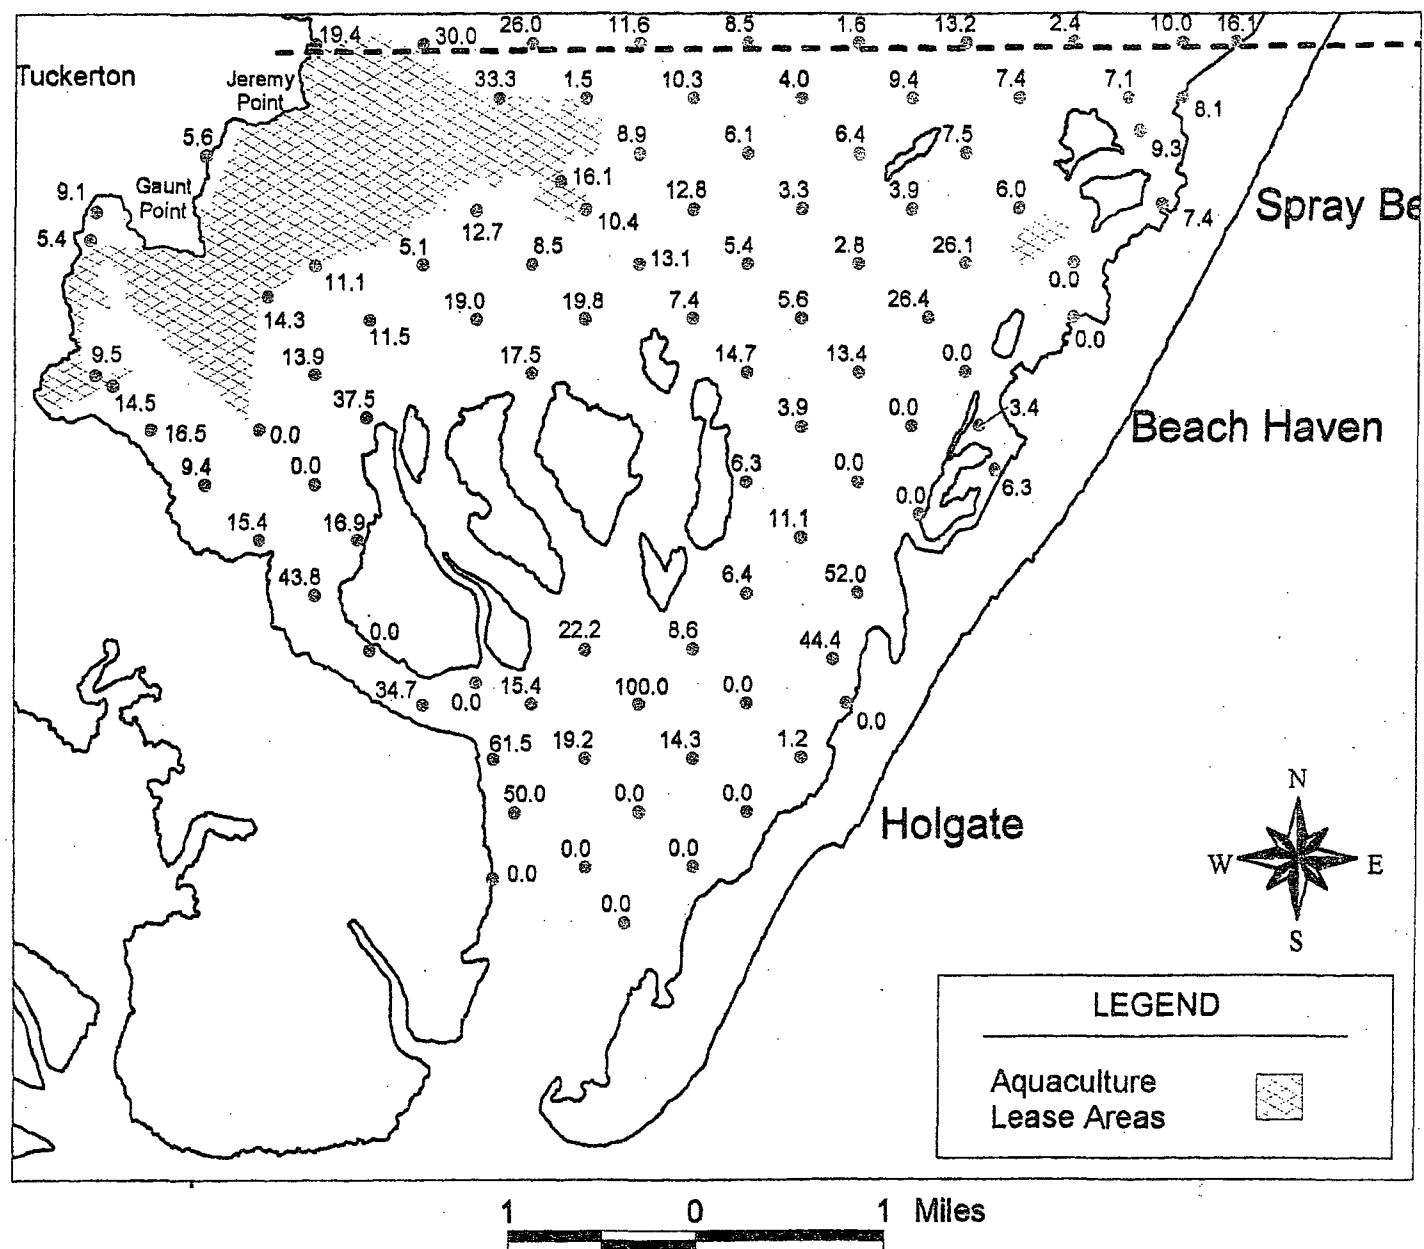 19.4 30.0 26.0 11.6 8.5 1.6 13.2 2.4 10.0 16.1
Tuckerton
Jeremy
Point
33.3 1.5 10.3 4.0 9.4 7.4 7.1
8.1
5.6 8.9 6.1 6.4 7.5
9.3
16.1
9.1
Gaunt
Point
12.8 3.3 3.9 6.0
7.4
Spray Be
12.7 10.4
5.4 5.1 8.5 13.1 5.4 2.8 26.1
11.1 0.0
14.3 19.0 19.8 7.4 5.6 26.4
11.5 0.0
9.5 13.9 17.5 14.7 13.4 0.0
14.5 37.5 3.9 0.0 3.4
Beach Haven
16.5 0.0
9.4 0.0 6.3 0.0
6.3
0.0
15.4 16.9 11.1
43.8 6.4 52.0
0.0 22.2 8.6 44.4
34.7 0.0 15.4 100.0 0.0
0.0
61.5 19.2 14.3 1.2
50.0 0.0 0.0
Holgate
0.0 0.0
0.0
0.0
N
W E
S
LEGEND
Aquaculture
Lease Areas
1 0 1 Miles